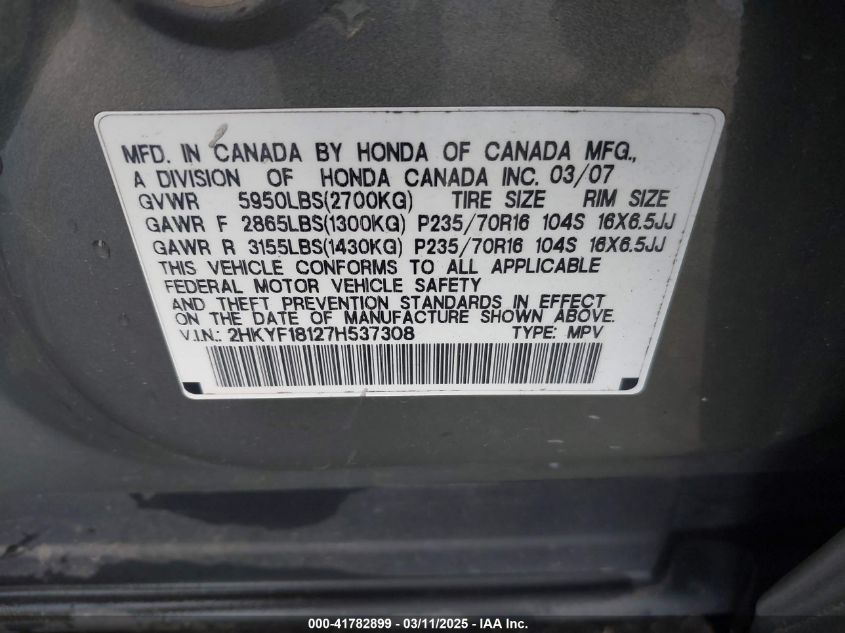 MFD. IN CANADA BY HONDA OF CANADA MFG.,
A DIVISION OF HONDA CANADA INC. 03/07
GVWR 5950LBS(2700KG) TIRE SIZE RIM SIZE
GAWR F 2865LBS(1300KG) P235/70R16 104S 16X6.5JJ
GAWR R 3155LBS(1430KG) P235/70R16 104S 16X6.5JJ
THIS VEHICLE CONFORMS TO ALL APPLICABLE
FEDERAL MOTOR VEHICLE SAFETY
AND THEFT PREVENTION STANDARDS IN EFFECT
ON THE DATE OF MANUFACTURE SHOWN ABOVE.
V.I.N.: 2HKYF18127H537308 TYPE: MPV
000-41782899 - 03/11/2025 - IAA Inc.